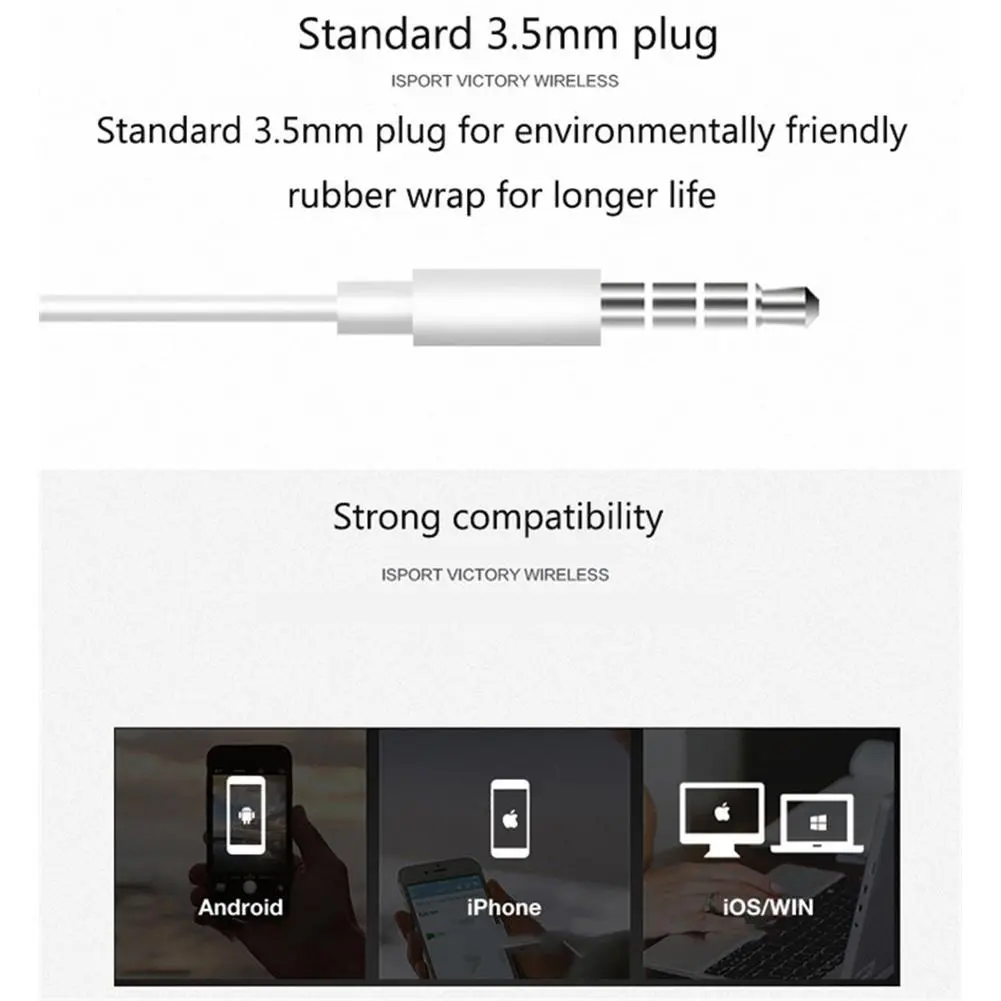 Standard 3.5mm plug
ISPORT VICTORY WIRELESS
Standard 3.5mm plug for environmentally friendly
rubber wrap for longer life
Strong compatibility
ISPORT VICTORY WIRELESS
Android
iPhone
iOS/WIN